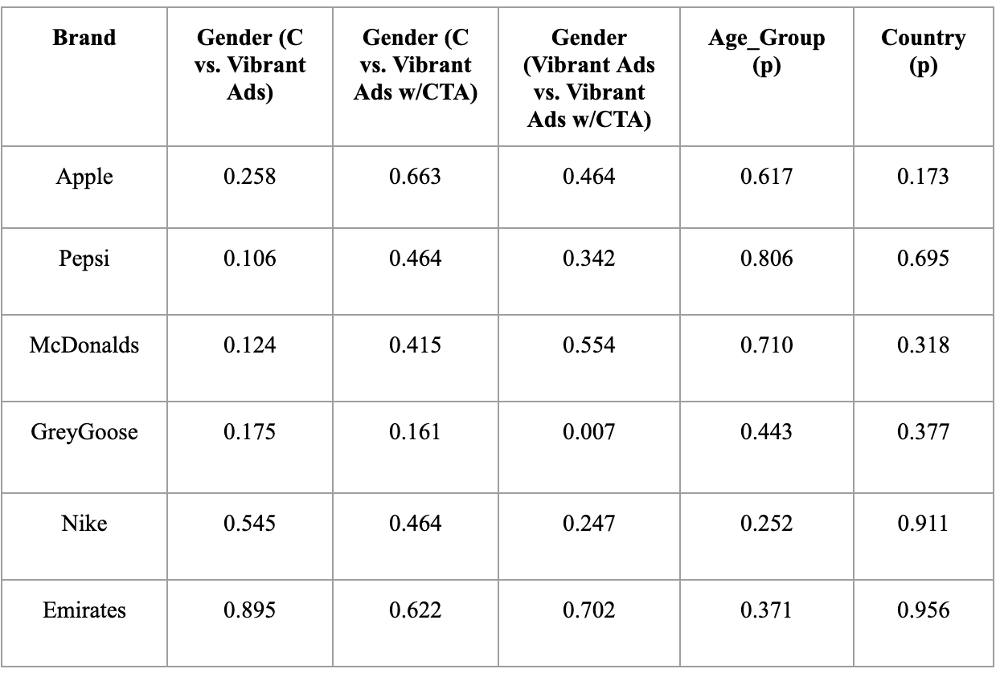 Brand Gender (C vs. Vibrant Ads) Gender (C vs. Vibrant Ads w/CTA) Gender (Vibrant Ads vs. Vibrant Ads w/CTA) Age_Group (p) Country (p)
Apple 0.258 0.663 0.464 0.617 0.173
Pepsi 0.106 0.464 0.342 0.806 0.695
McDonalds 0.124 0.415 0.554 0.710 0.318
GreyGoose 0.175 0.161 0.007 0.443 0.377
Nike 0.545 0.464 0.247 0.252 0.911
Emirates 0.895 0.622 0.702 0.371 0.956